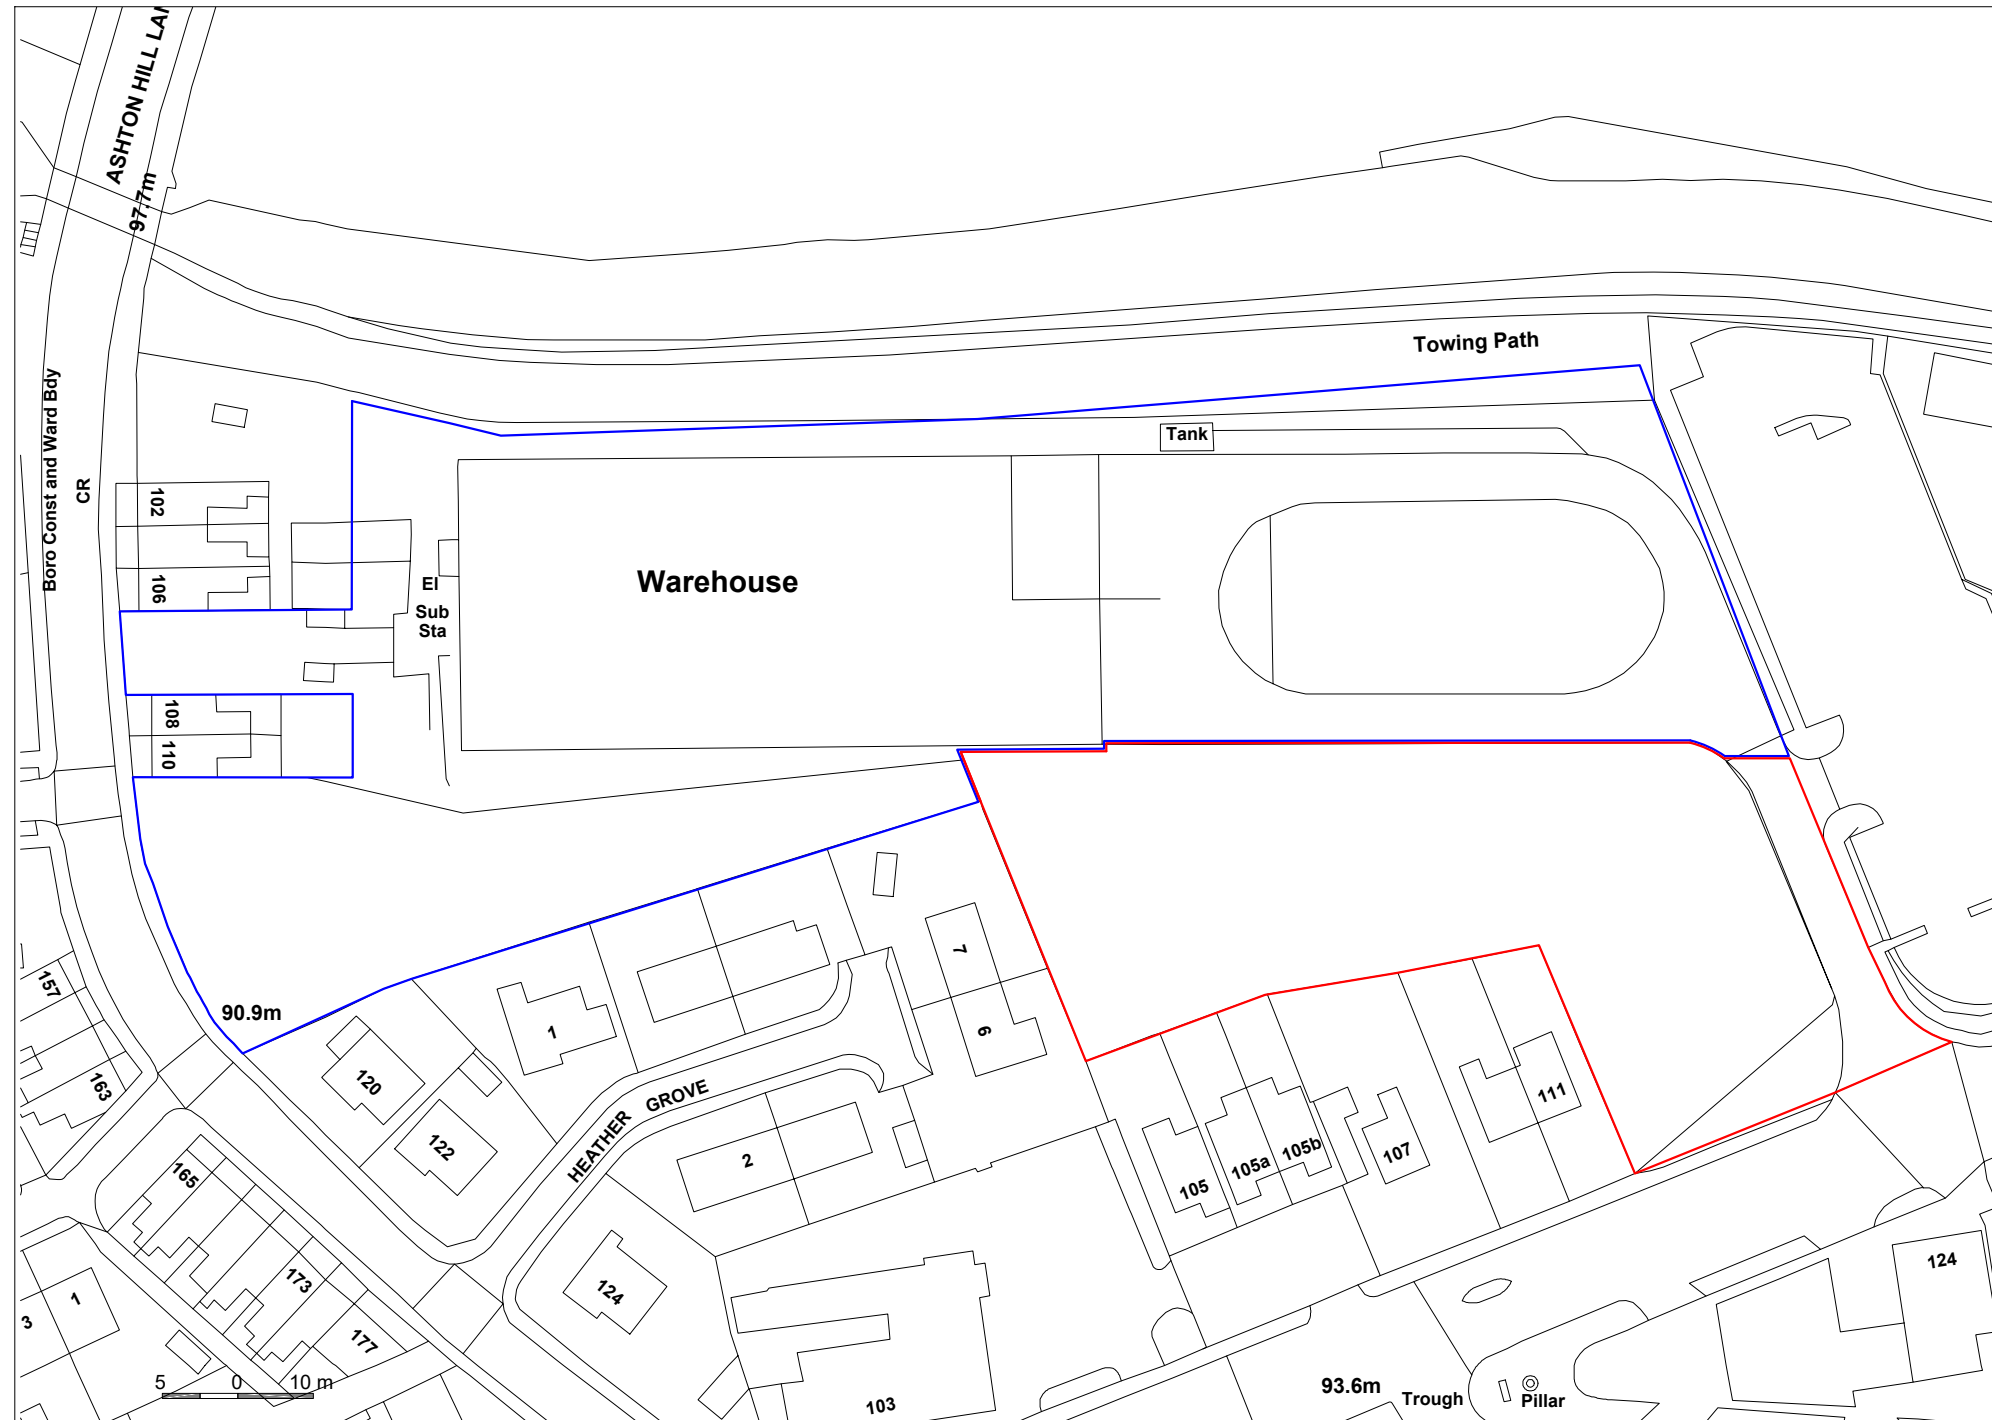 ASHTON HILL LAN
97.7m
Towing Path
Boro Const and Ward Bdy
CR
Tank
102
106
El
Sub
Sta
Warehouse
108
110
90.9m
157
163
120
122
1
7
6
HEATHER GROVE
2
105
105a
105b
107
111
165
173
177
124
124
1
3
5 0 10 m
103
93.6m
Trough
Pillar